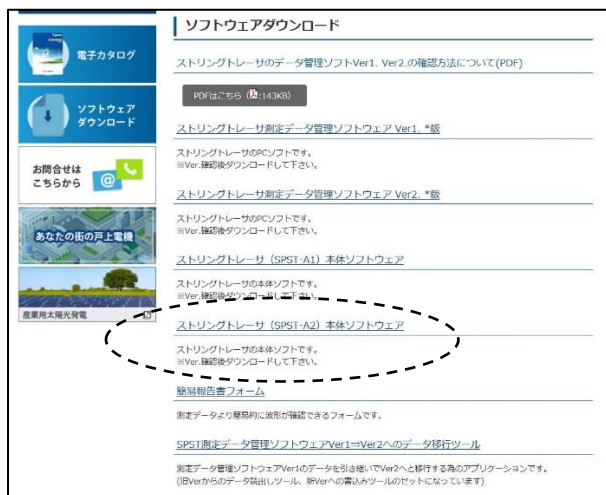 電子カタログ
ソフトウェア
ダウンロード
お問合せは
こちらから
あなたの街の戸上電機
産業用太陽光発電
ソフトウェアダウンロード
ストリングトレーサのデータ管理ソフトVer1. Ver2.の確認方法について(PDF)
PDFはこちら (:143KB)
ストリングトレーサ測定データ管理ソフトウェア Ver1. *版
ストリングトレーサのPCソフトです。
※Ver.確認後ダウンロードして下さい。
ストリングトレーサ測定データ管理ソフトウェア Ver2. *版
ストリングトレーサのPCソフトです。
※Ver.確認後ダウンロードして下さい。
ストリングトレーサ（SPST-A1）本体ソフトウェア
ストリングトレーサの本体ソフトです。
※Ver.確認後ダウンロードして下さい。
ストリングトレーサ（SPST-A2）本体ソフトウェア
ストリングトレーサの本体ソフトです。
※Ver.確認後ダウンロードして下さい。
簡易報告書フォーム
測定データより簡易的に波形が確認できるフォームです。
SPST測定データ管理ソフトウェアVer1⇒Ver2へのデータ移行ツール
測定データ管理ソフトウェアVer1のデータを引き継いでVer2へと移行する為のアプリケーションです。
(旧Verからのデータ読出しツール、新Verへの書込みツールのセットになっています)